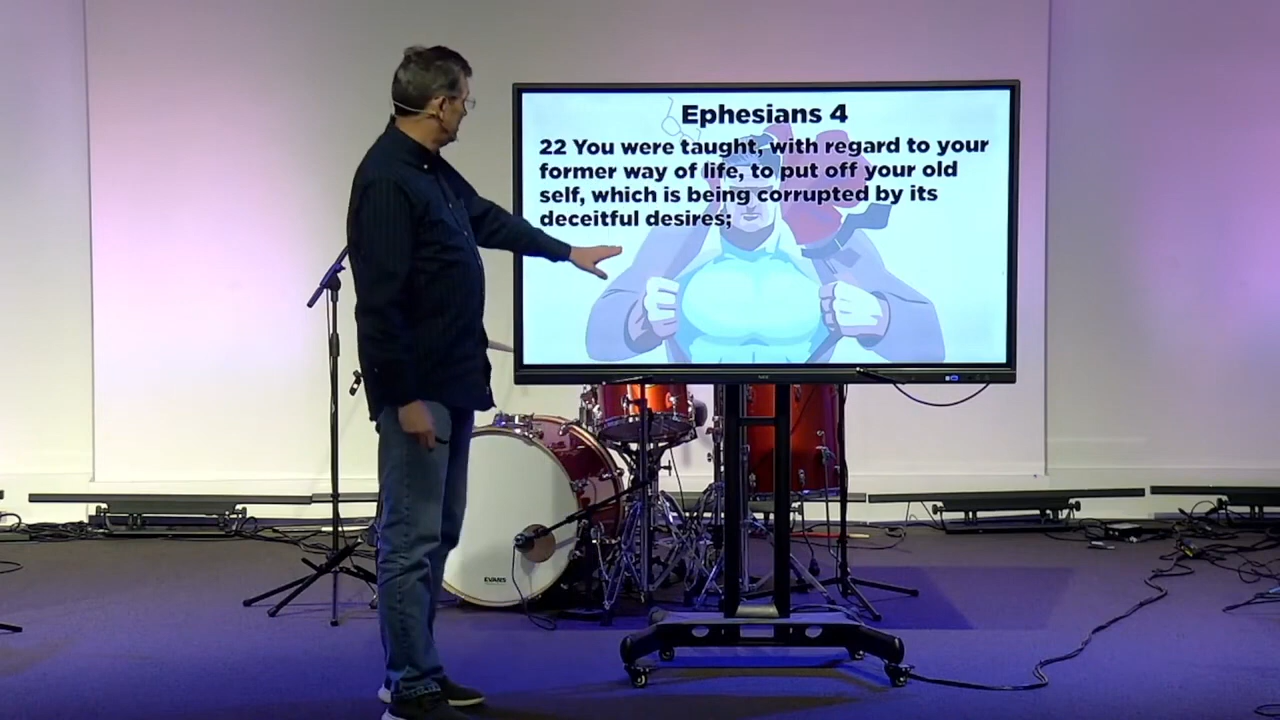 Ephesians 4
22 You were taught, with regard to your
former way of life, to put off your old
self, which is being corrupted by its
deceitful desires;
NEC
EVANS